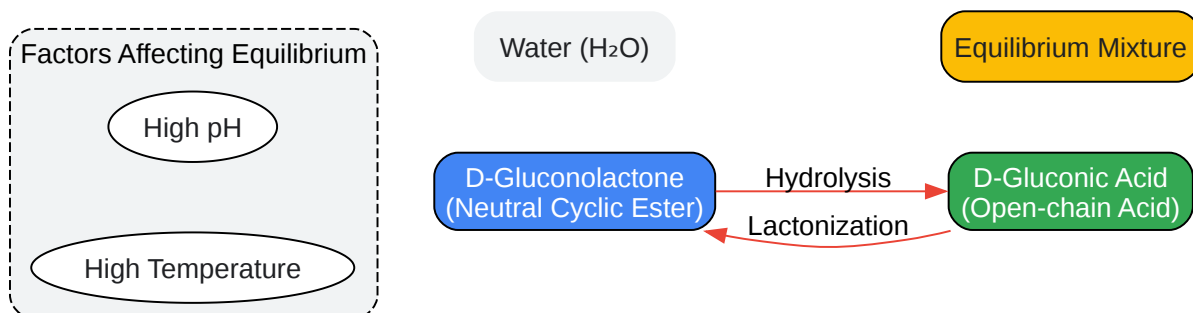 Factors Affecting Equilibrium
High pH
High Temperature
Water (H₂O)
Equilibrium Mixture
D-Gluconolactone
(Neutral Cyclic Ester)
Hydrolysis
Lactonization
D-Gluconic Acid
(Open-chain Acid)